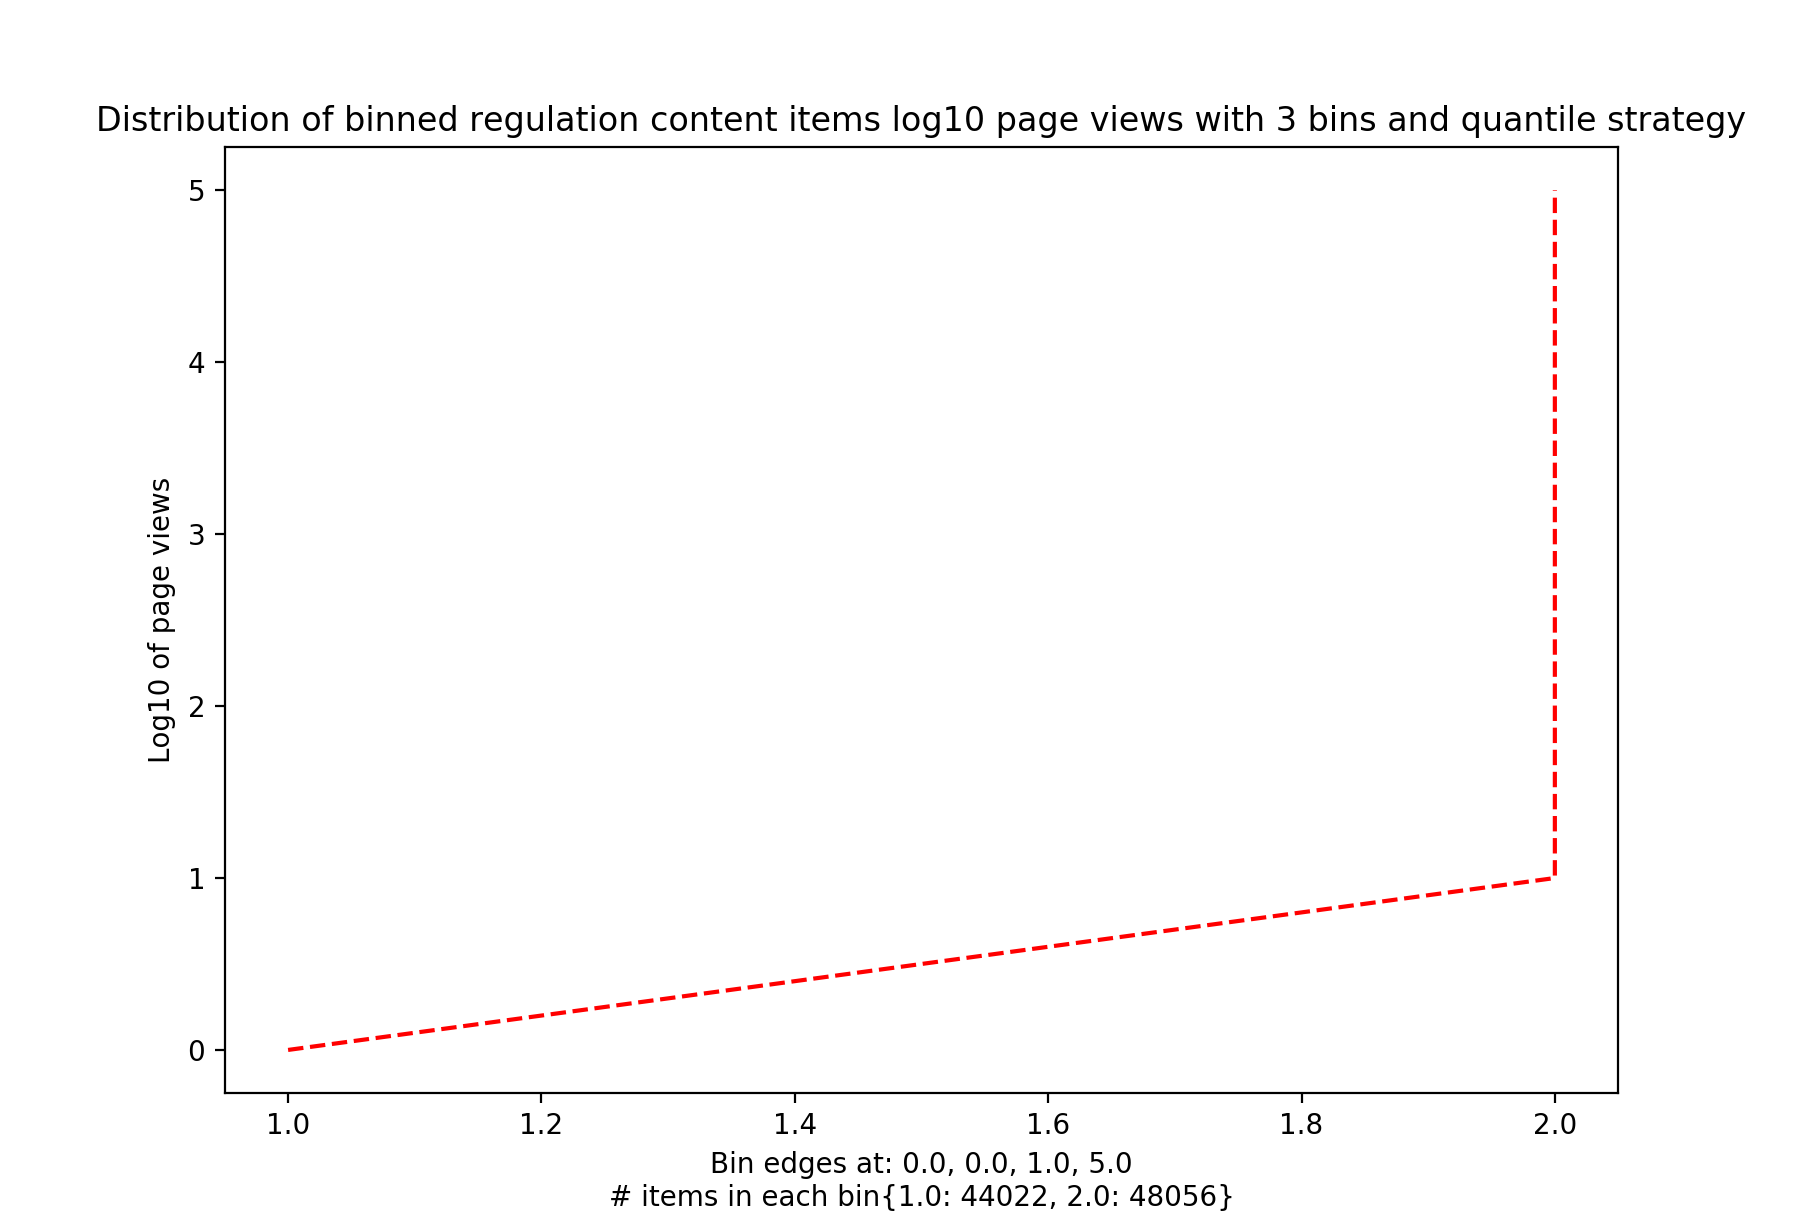 Distribution of binned regulation content items log10 page views with 3 bins and quantile strategy
5
4
3
2
1
0
Log10 of page views
1.0 1.2 1.4 1.6 1.8 2.0
Bin edges at: 0.0, 0.0, 1.0, 5.0
# items in each bin{1.0: 44022, 2.0: 48056}